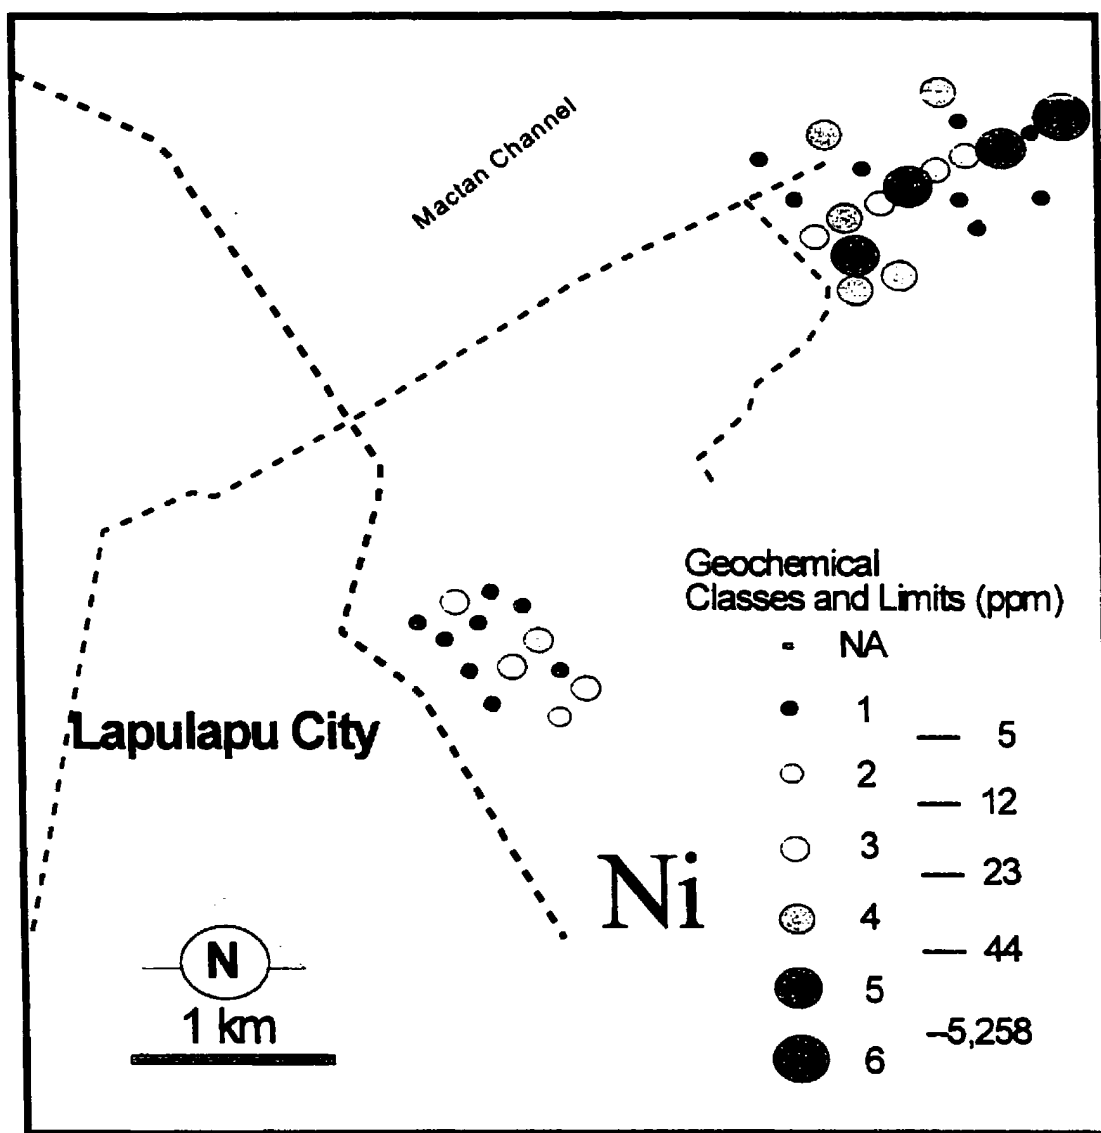 Mactan Channel
Geochemical
Classes and Limits (ppm)
NA
1
5
2
12
3
23
4
44
5
–5,258
6
Lapulapu City
Ni
N
1 km